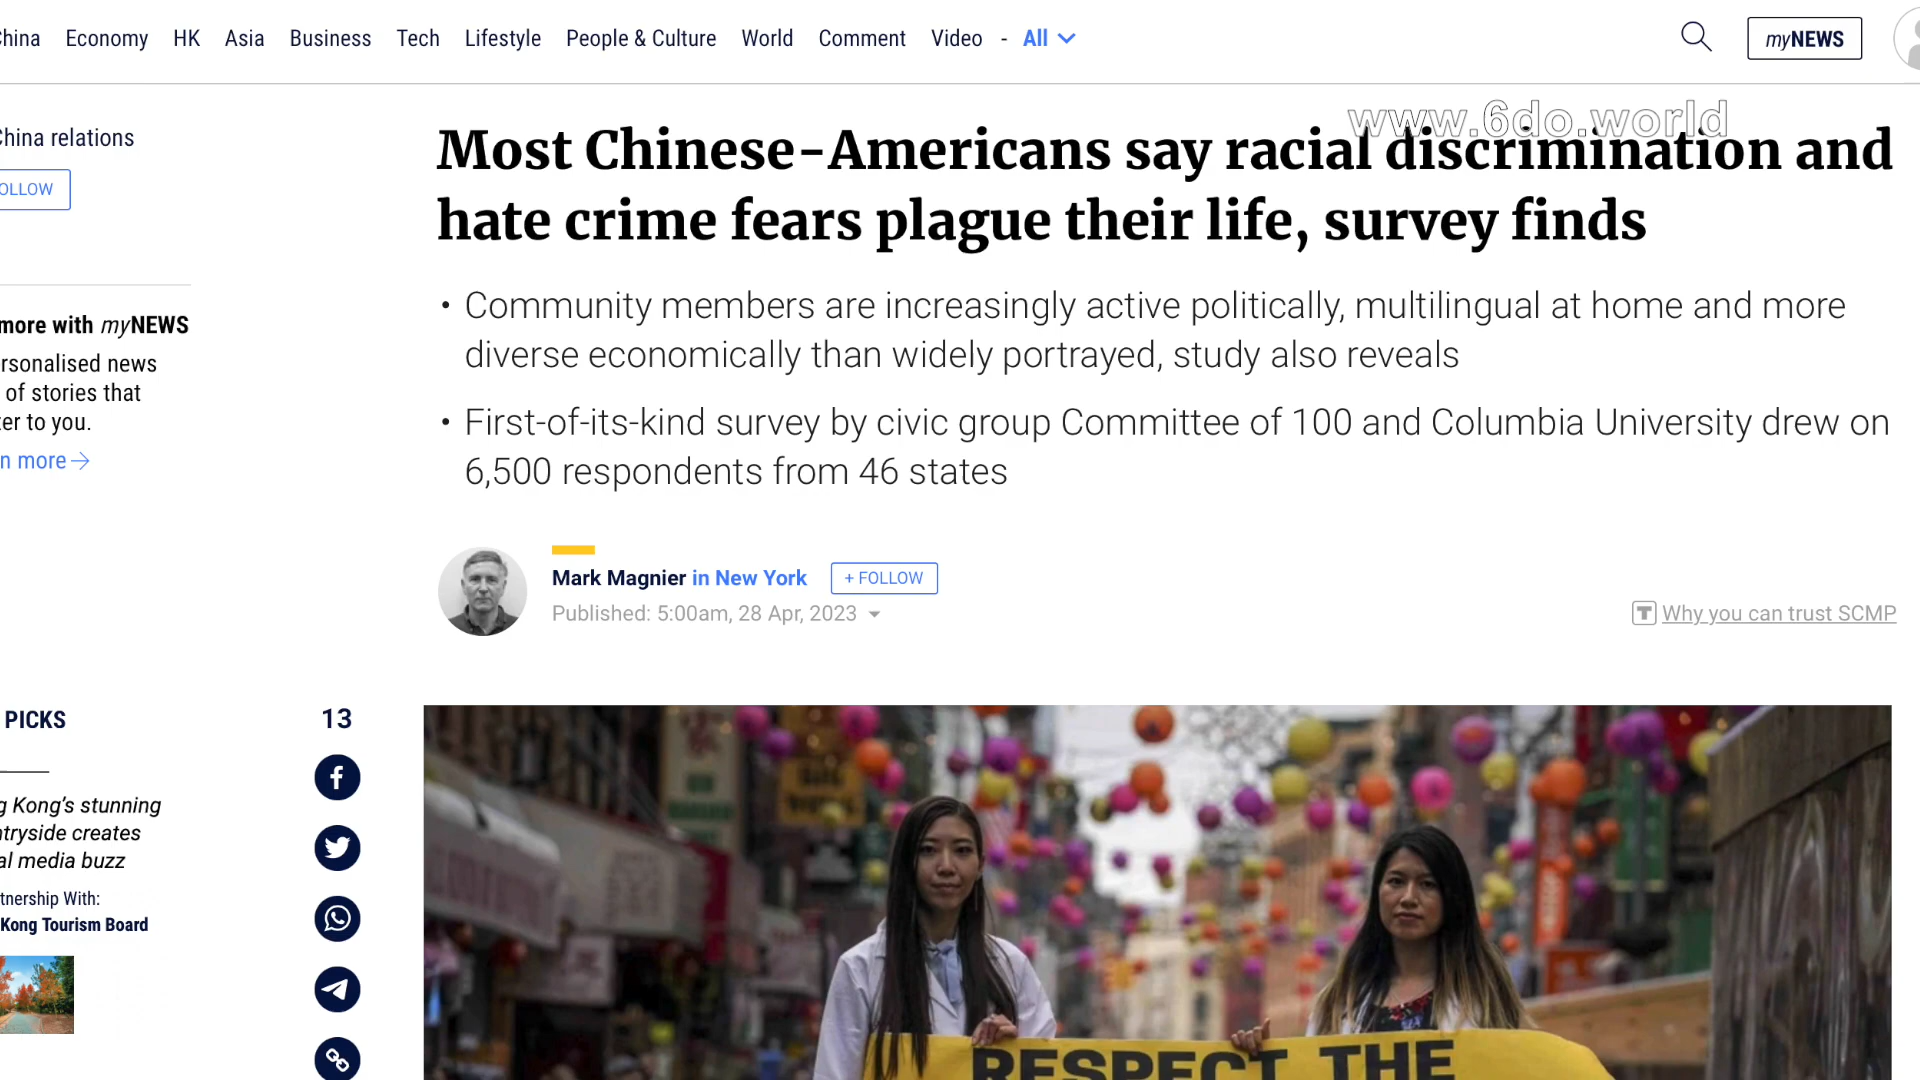 China Economy HK Asia Business Tech Lifestyle People & Culture World Comment Video - All myNEWS
www.6do.world
China relations
FOLLOW
Most Chinese-Americans say racial discrimination and
hate crime fears plague their life, survey finds
• Community members are increasingly active politically, multilingual at home and more
diverse economically than widely portrayed, study also reveals
• First-of-its-kind survey by civic group Committee of 100 and Columbia University drew on
6,500 respondents from 46 states
more with myNEWS
rsonalised news
of stories that
ter to you.
n more
Mark Magnier in New York + FOLLOW
Published: 5:00am, 28 Apr, 2023
Why you can trust SCMP
PICKS
13
g Kong's stunning
ntryside creates
al media buzz
tnership With:
Kong Tourism Board
RESPECT THE